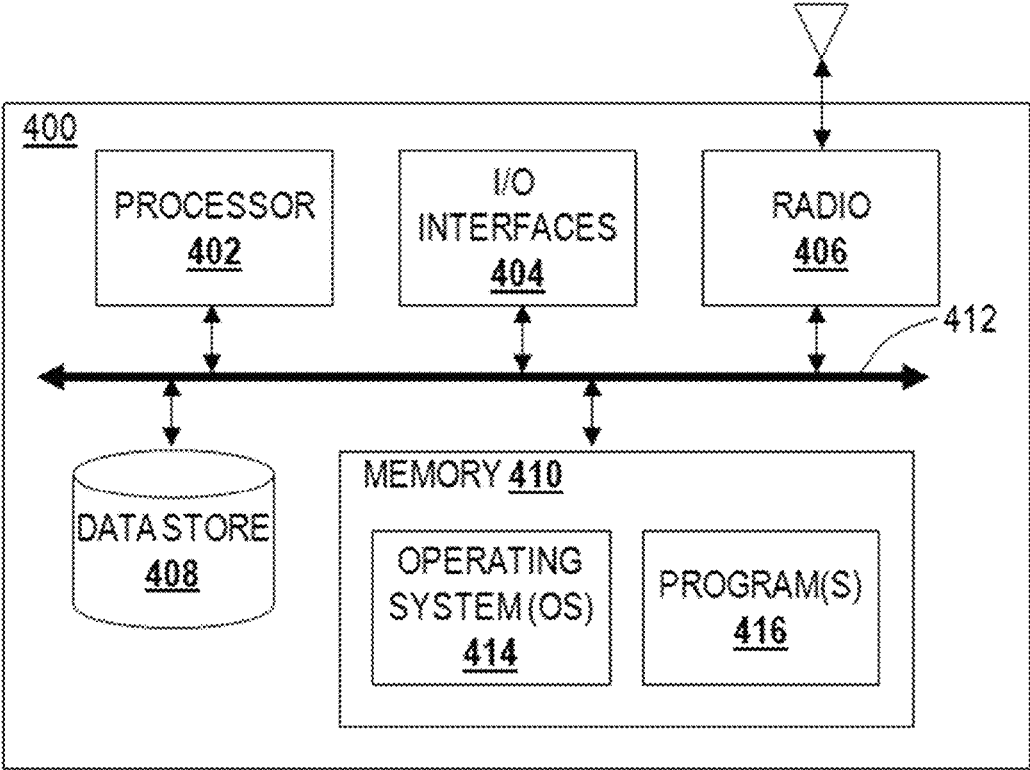 400
PROCESSOR
402
I/O
INTERFACES
404
RADIO
406
412
DATA STORE
408
MEMORY 410
OPERATING
SYSTEM (OS)
414
PROGRAM(S)
416